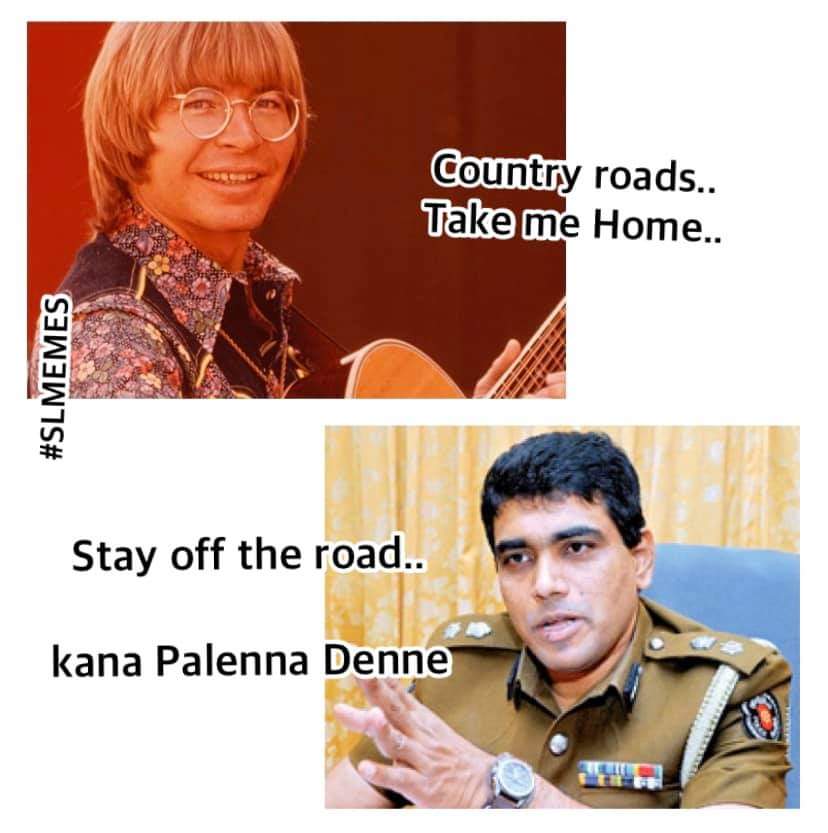 Country roads..
Take me Home..
#SLMEMES
Stay off the road..
kana Palenna Denne